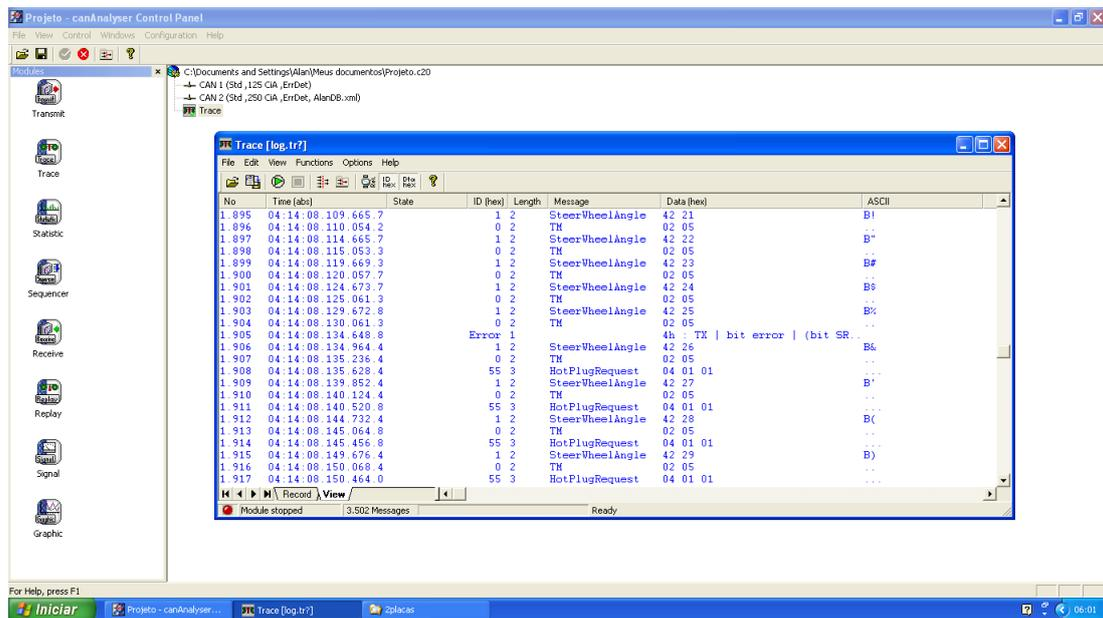 Projeto - canAnalyser Control Panel
File View Control Windows Configuration Help
Modules
Transmit
Trace
Statistic
Sequencer
Receive
Replay
Signal
Graphic
C:\Documents and Settings\Alan\Meus documentos\Projeto.c20
CAN 1 (Std ,125 CiA ,ErrDet)
CAN 2 (Std ,250 CiA ,ErrDet, AlanDB.xml)
Trace
Trace [log.tr?]
File Edit View Functions Options Help
No Time (abs) State ID (hex) Length Message Data (hex) ASCII
1.895 04:14:08.109.665.7 1 2 SteerWheelAngle 42 21 B!
1.896 04:14:08.110.054.2 0 2 TM 02 05 ..
1.897 04:14:08.114.665.7 1 2 SteerWheelAngle 42 22 B"
1.898 04:14:08.115.053.3 0 2 TM 02 05 ..
1.899 04:14:08.119.669.3 1 2 SteerWheelAngle 42 23 B#
1.900 04:14:08.120.057.7 0 2 TM 02 05 ..
1.901 04:14:08.124.673.7 1 2 SteerWheelAngle 42 24 B$
1.902 04:14:08.125.061.3 0 2 TM 02 05 ..
1.903 04:14:08.129.672.8 1 2 SteerWheelAngle 42 25 B%
1.904 04:14:08.130.061.3 0 2 TM 02 05 ..
1.905 04:14:08.134.648.8 Error 1 4h : TX | bit error | (bit SR..
1.906 04:14:08.134.964.4 1 2 SteerWheelAngle 42 26 B&
1.907 04:14:08.135.236.4 0 2 TM 02 05 ..
1.908 04:14:08.135.628.4 55 3 HotPlugRequest 04 01 01 ...
1.909 04:14:08.139.852.4 1 2 SteerWheelAngle 42 27 B'
1.910 04:14:08.140.124.4 0 2 TM 02 05 ..
1.911 04:14:08.140.520.8 55 3 HotPlugRequest 04 01 01 ...
1.912 04:14:08.144.732.4 1 2 SteerWheelAngle 42 28 B(
1.913 04:14:08.145.064.8 0 2 TM 02 05 ..
1.914 04:14:08.145.456.8 55 3 HotPlugRequest 04 01 01 ...
1.915 04:14:08.149.676.4 1 2 SteerWheelAngle 42 29 B)
1.916 04:14:08.150.068.4 0 2 TM 02 05 ..
1.917 04:14:08.150.464.0 55 3 HotPlugRequest 04 01 01 ...
Record View
Module stopped 3.502 Messages Ready
For Help, press F1
Iniciar Projeto - canAnalyser... Trace [log.tr?] 2placas 06:01